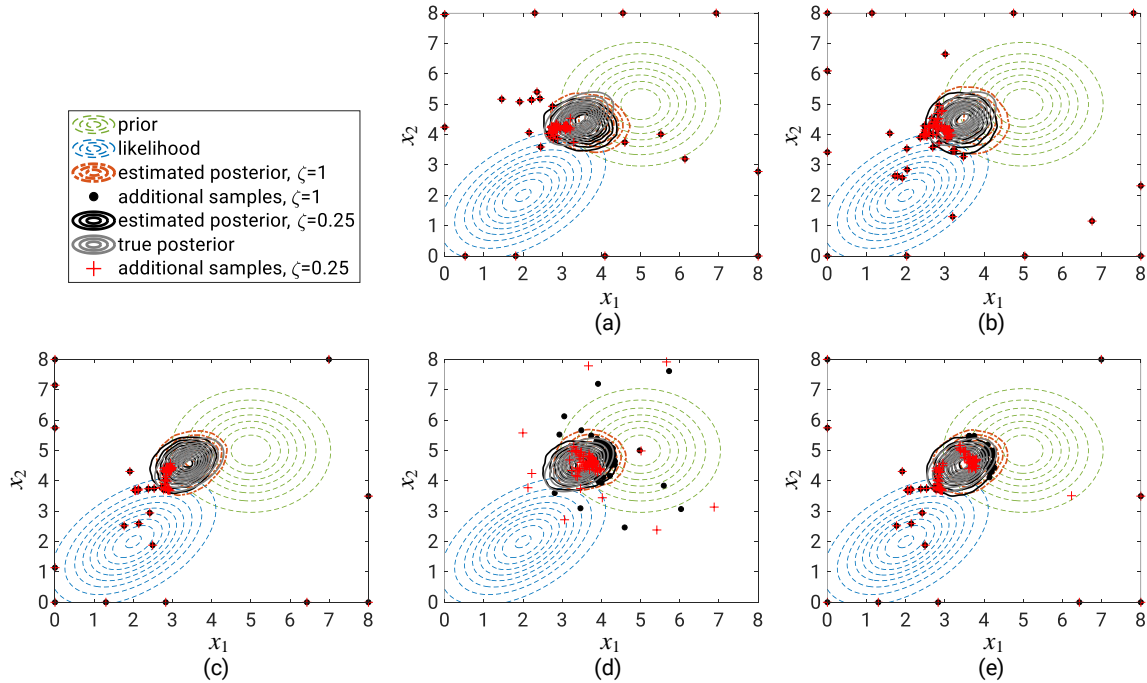 prior
likelihood
estimated posterior, ζ=1
additional samples, ζ=1
estimated posterior, ζ=0.25
true posterior
additional samples, ζ=0.25
8
7
6
5
4
3
2
1
0
x2
0 1 2 3 4 5 6 7 8
x1
(a)
8
7
6
5
4
3
2
1
0
x2
0 1 2 3 4 5 6 7 8
x1
(b)
8
7
6
5
4
3
2
1
0
x2
0 1 2 3 4 5 6 7 8
x1
(c)
8
7
6
5
4
3
2
1
0
x2
0 1 2 3 4 5 6 7 8
x1
(d)
8
7
6
5
4
3
2
1
0
x2
0 1 2 3 4 5 6 7 8
x1
(e)